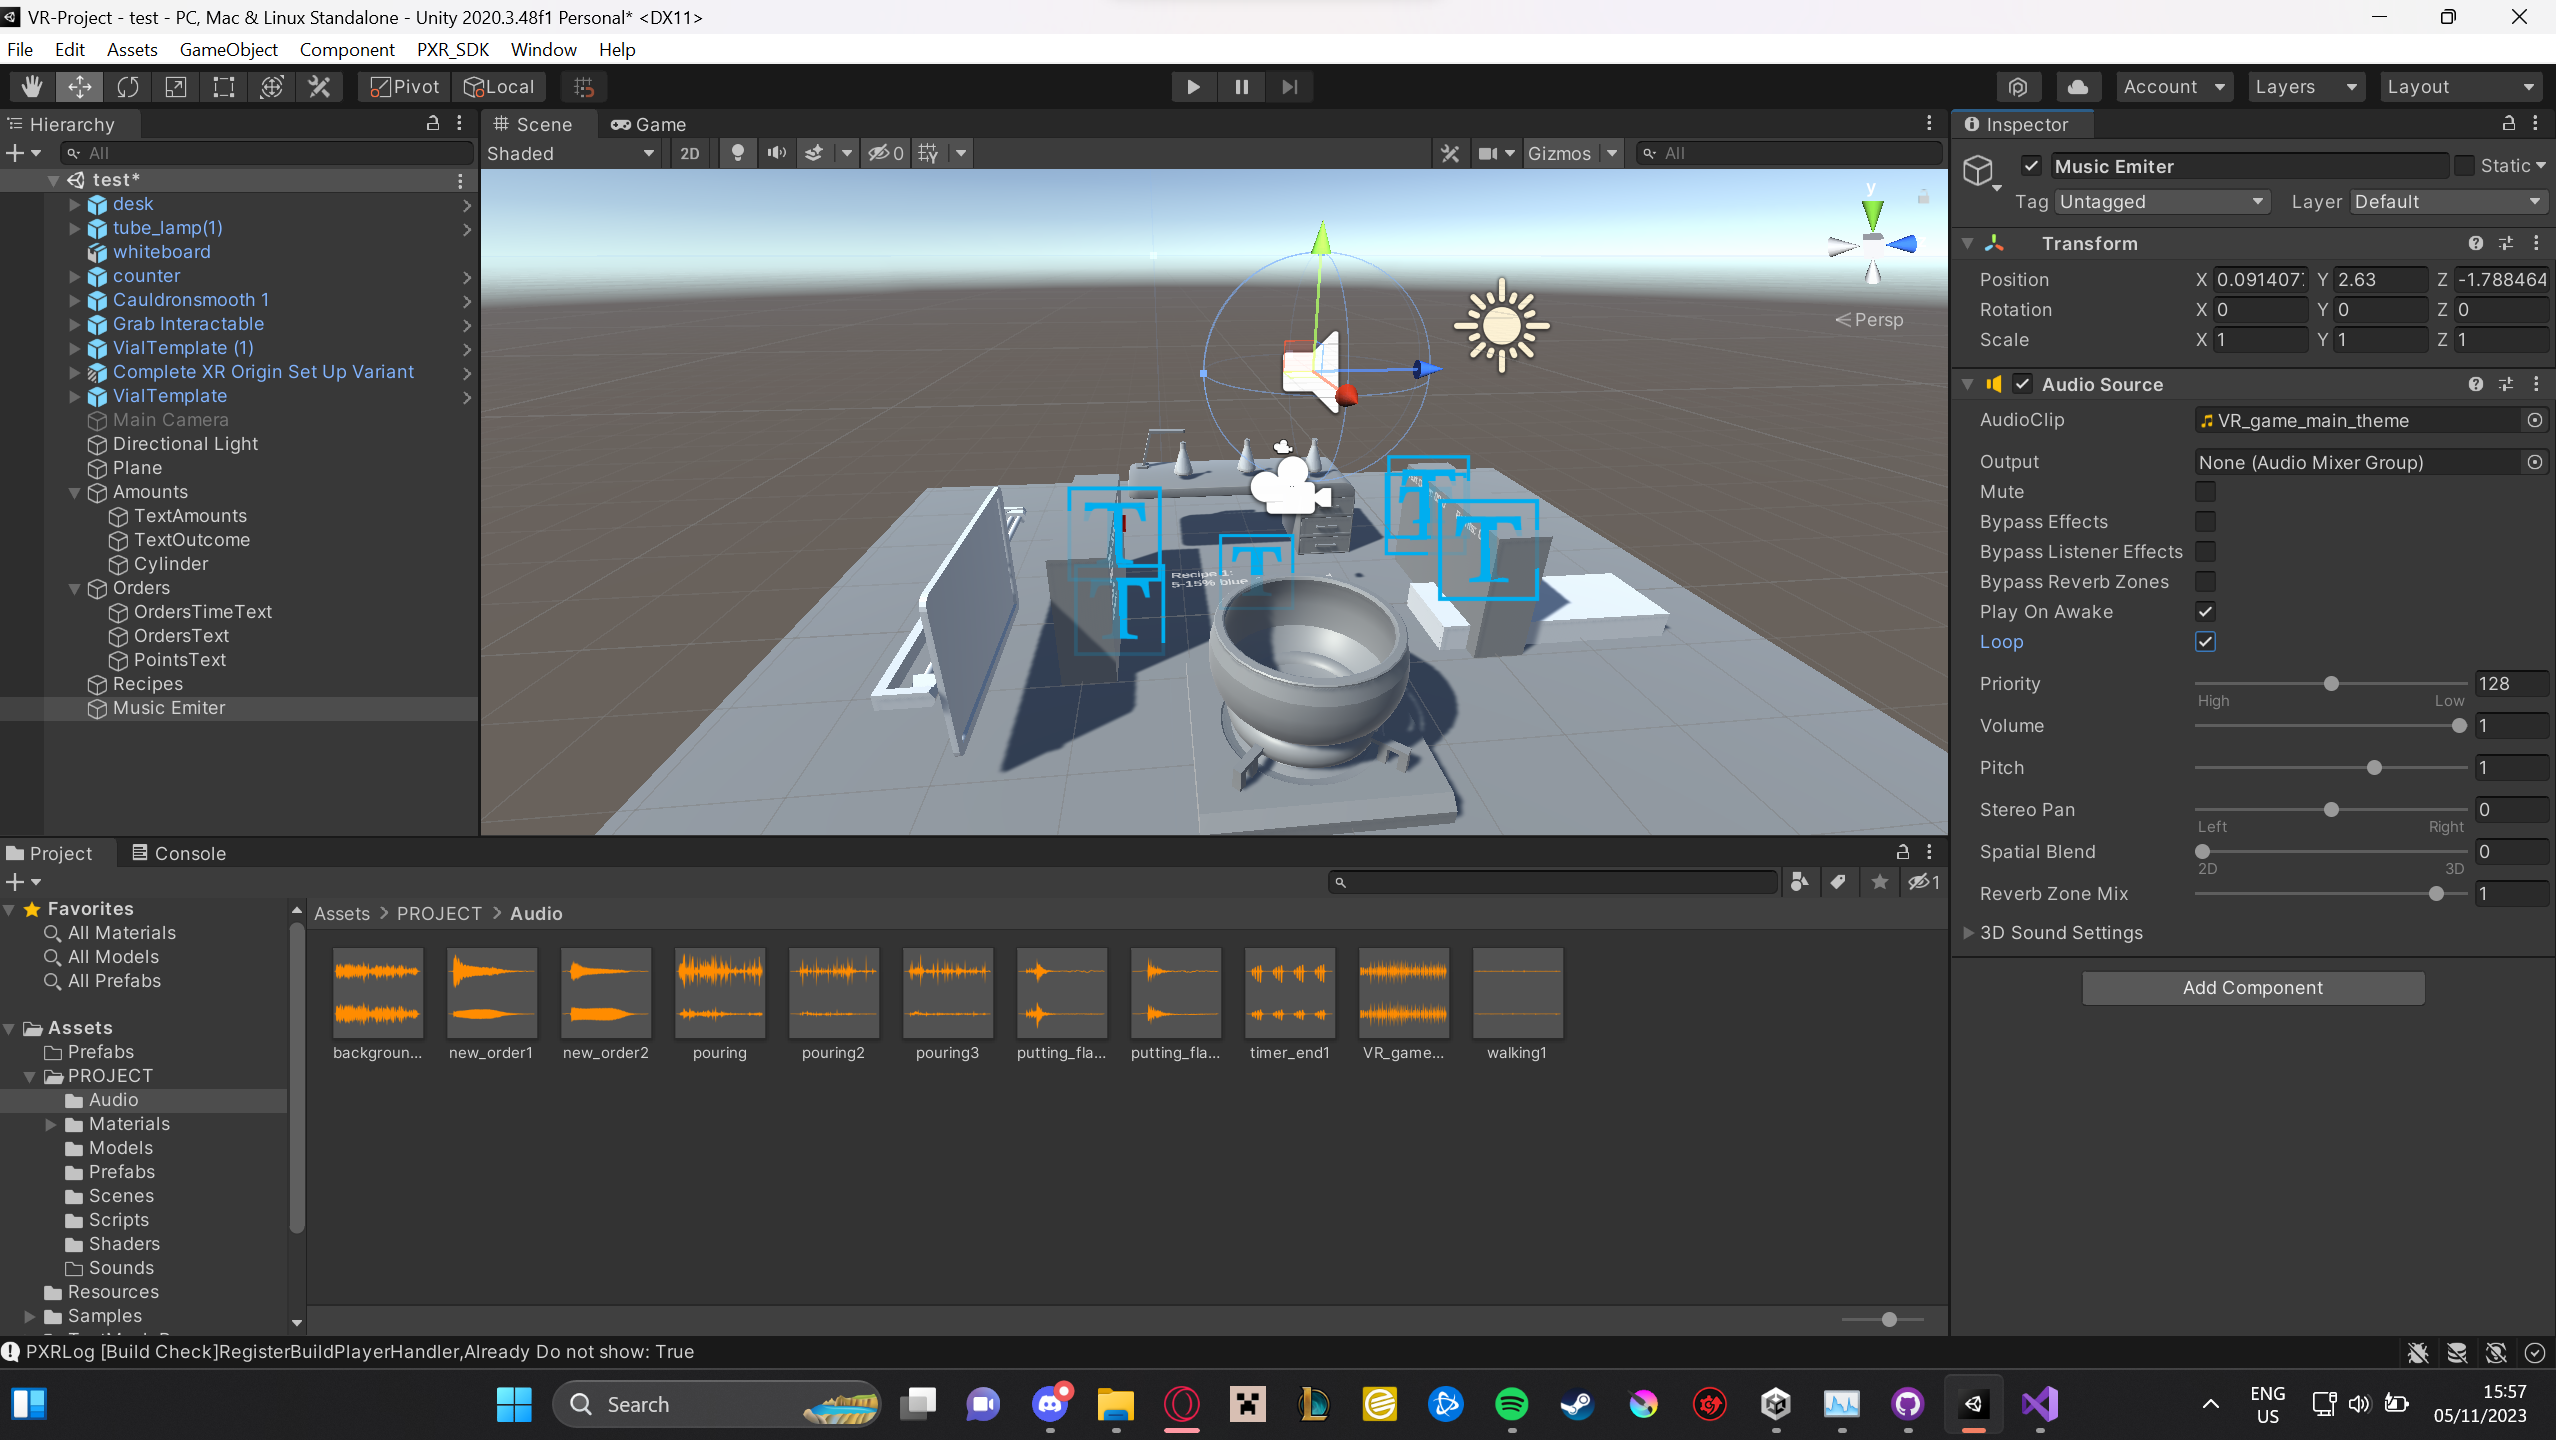 VR-Project - test - PC, Mac & Linux Standalone - Unity 2020.3.48f1 Personal* <DX11>
File Edit Assets GameObject Component PXR_SDK Window Help
Pivot Local Account Layers Layout
Hierarchy
All
test*
desk
tube_lamp(1)
whiteboard
counter
Cauldronsmooth 1
Grab Interactable
VialTemplate (1)
Complete XR Origin Set Up Variant
VialTemplate
Main Camera
Directional Light
Plane
Amounts
TextAmounts
TextOutcome
Cylinder
Orders
OrdersTimeText
OrdersText
PointsText
Recipes
Music Emiter
Scene Game
Shaded 2D 0 Gizmos All
y
Persp
T
T
T
T
T
Recipe 1:
5-15% blue
Inspector
Music Emiter Static
Tag Untagged Layer Default
Transform
Position X 0.091407 Y 2.63 Z -1.788464
Rotation X 0 Y 0 Z 0
Scale X 1 Y 1 Z 1
Audio Source
AudioClip VR_game_main_theme
Output None (Audio Mixer Group)
Mute
Bypass Effects
Bypass Listener Effects
Bypass Reverb Zones
Play On Awake
Loop
Priority 128
High Low
Volume 1
Pitch 1
Stereo Pan 0
Left Right
Spatial Blend 0
2D 3D
Reverb Zone Mix 1
3D Sound Settings
Add Component
Project Console
1
Favorites
All Materials
All Models
All Prefabs
Assets
Prefabs
PROJECT
Audio
Materials
Models
Prefabs
Scenes
Scripts
Shaders
Sounds
Resources
Samples
Assets > PROJECT > Audio
backgroun... new_order1 new_order2 pouring pouring2 pouring3 putting_fla... putting_fla... timer_end1 VR_game... walking1
PXRLog [Build Check]RegisterBuildPlayerHandler,Already Do not show: True
Search
ENG
US
15:57
05/11/2023